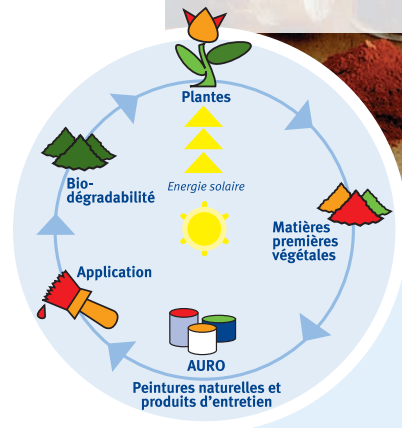 Plantes
Energie solaire
Bio-
dégradabilité
Matières
premières
végétales
Application
AURO
Peintures naturelles et
produits d’entretien